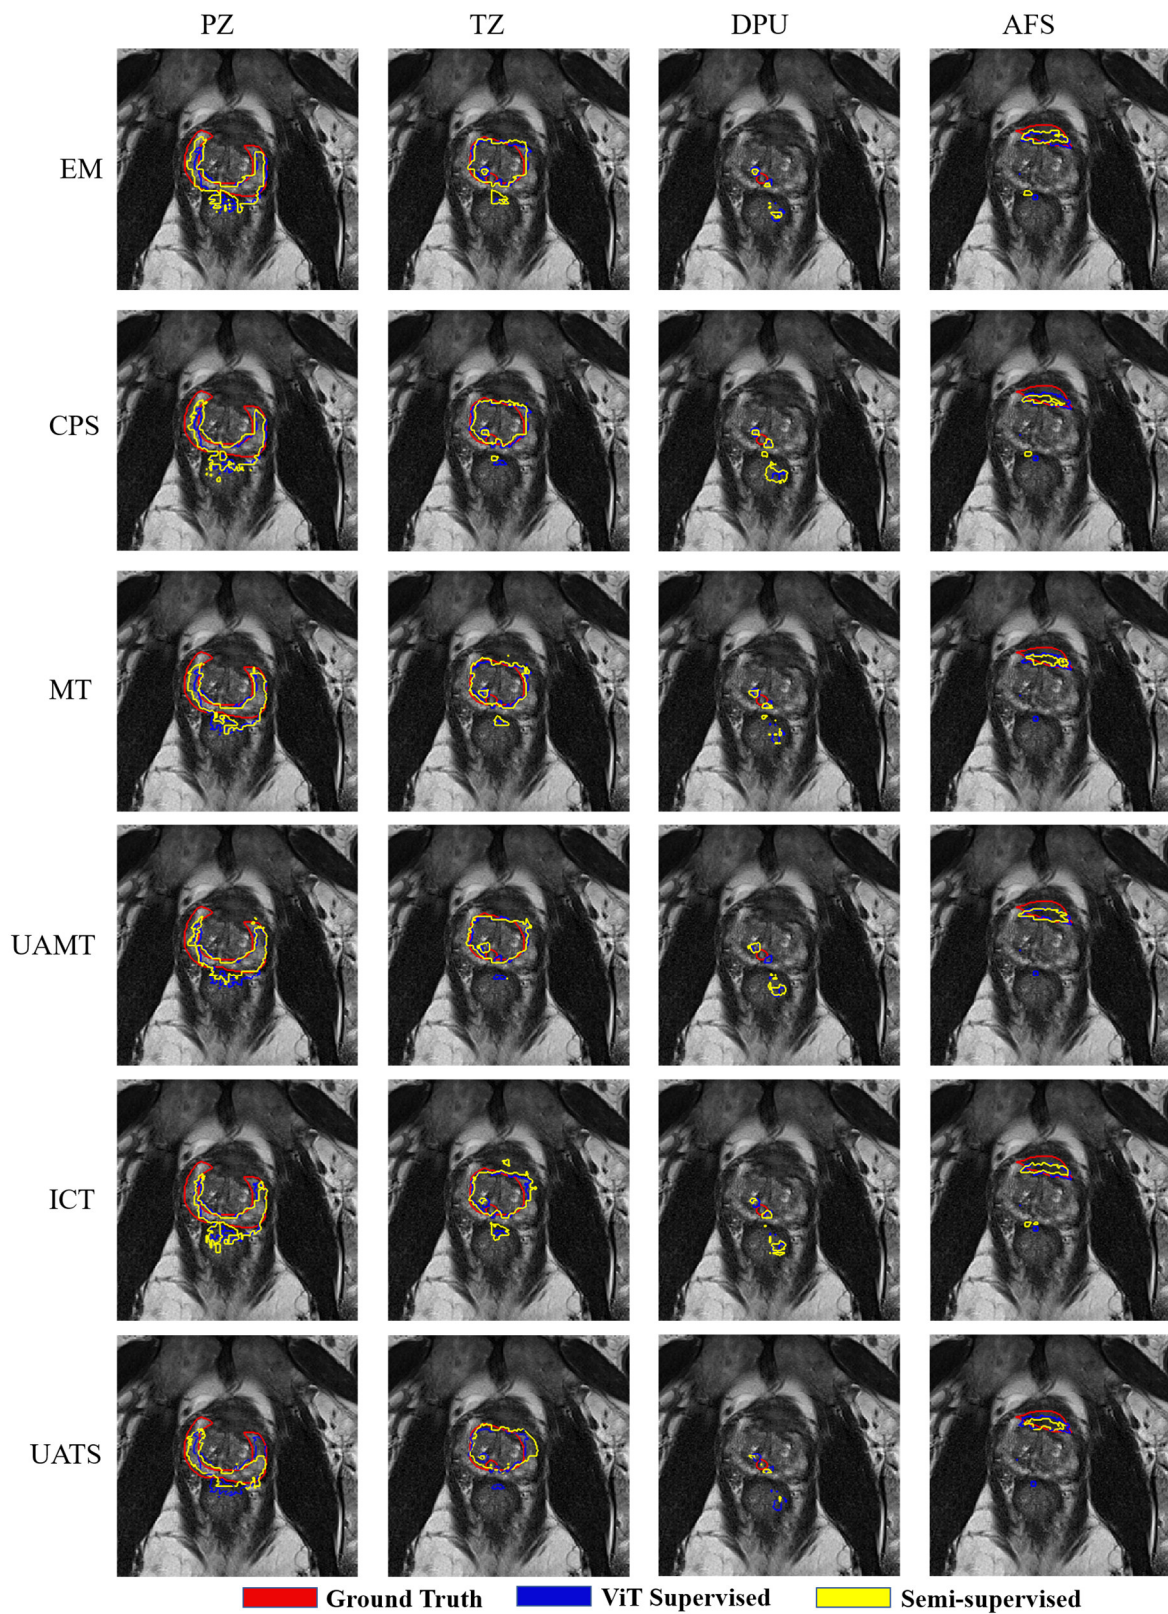 PZ TZ DPU AFS
EM
CPS
MT
UAMT
ICT
UATS
Ground Truth ViT Supervised Semi-supervised